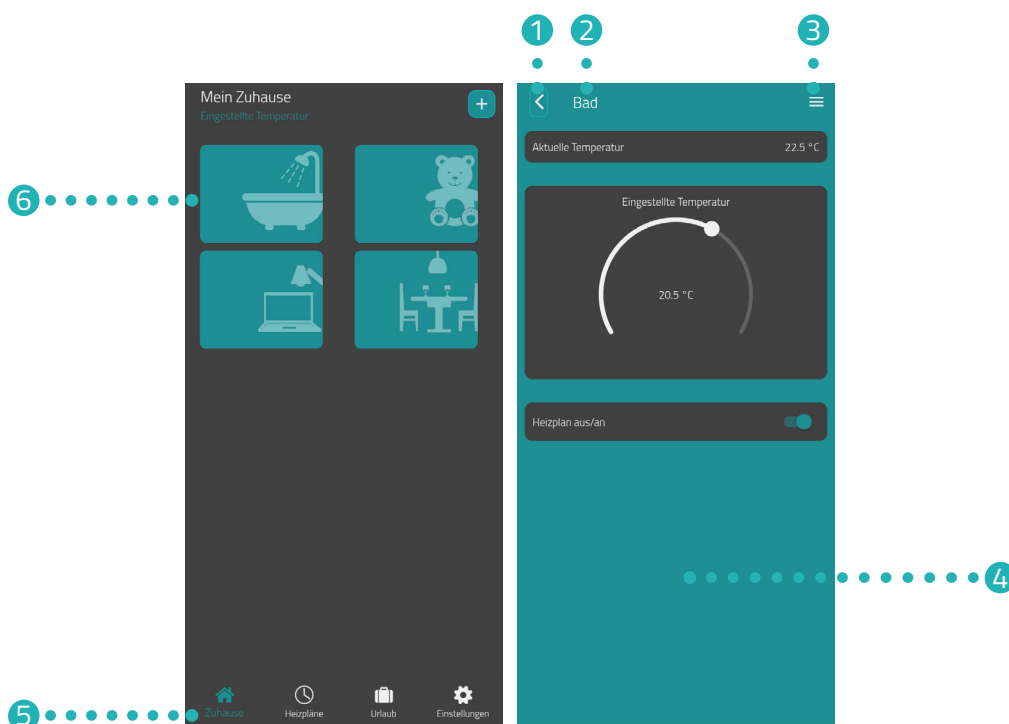 1 2 3
Mein Zuhause
Eingestellte Temperatur
+
6
5
Zuhause Heizpläne Urlaub Einstellungen
Bad
Aktuelle Temperatur 22.5 °C
Eingestellte Temperatur
20.5 °C
Heizplan aus/an
4